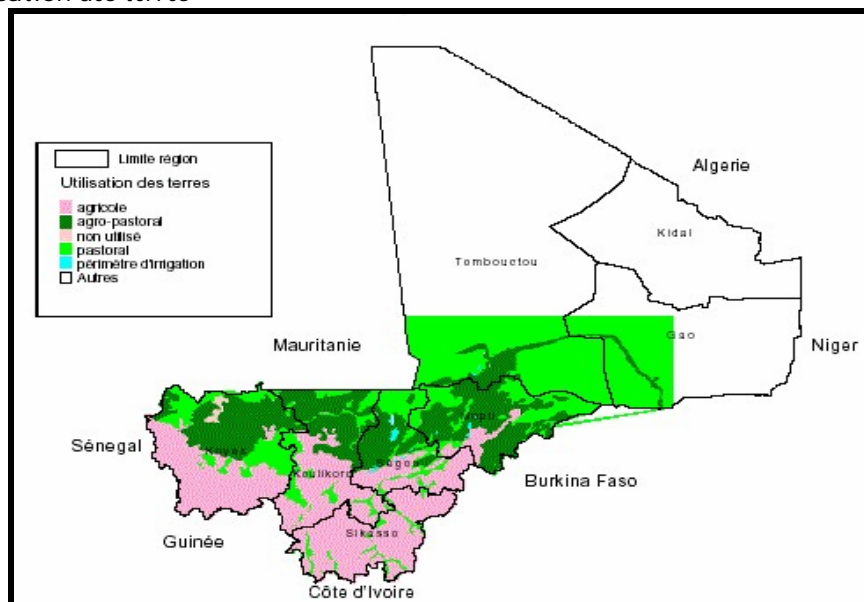 Limite région
Utilisation des terres
agricole
agro-pastoral
non utilisé
pastoral
périmètre d'irrigation
Autres
Algerie
Kidal
Tombouctou
Gao
Mauritanie
Niger
Mopti
Sénegal
Kayes
Koulikoro
Ségou
Burkina Faso
Guinée
Sikasso
Côte d'Ivoire